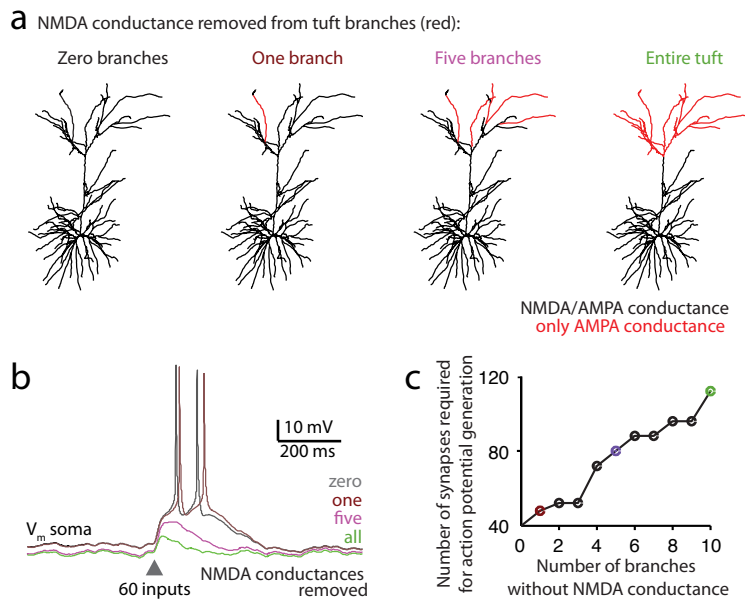 a NMDA conductance removed from tuft branches (red):
Zero branches
One branch
Five branches
Entire tuft
NMDA/AMPA conductance
only AMPA conductance
b
10 mV
200 ms
zero
one
five
all
Vm soma
60 inputs
NMDA conductances
removed
c
Number of synapses required
for action potential generation
120
80
40
0
2
4
6
8
10
Number of branches
without NMDA conductance